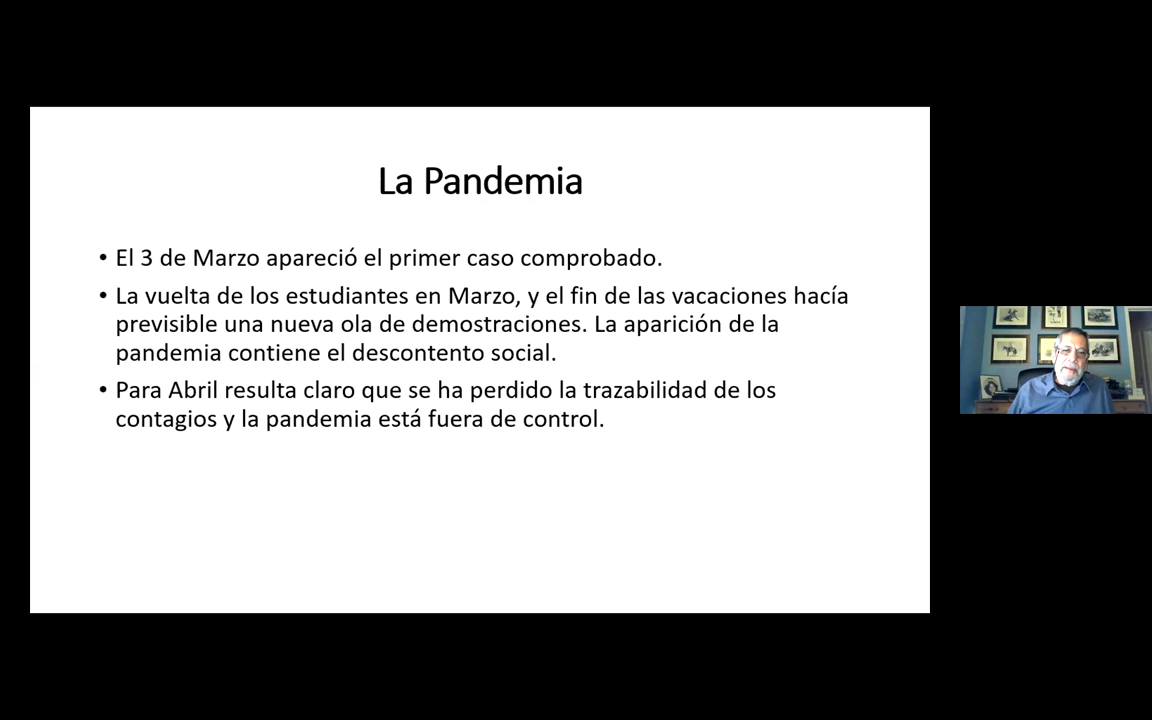 La Pandemia
• El 3 de Marzo apareció el primer caso comprobado.
• La vuelta de los estudiantes en Marzo, y el fin de las vacaciones hacía
previsible una nueva ola de demostraciones. La aparición de la
pandemia contiene el descontento social.
• Para Abril resulta claro que se ha perdido la trazabilidad de los
contagios y la pandemia está fuera de control.